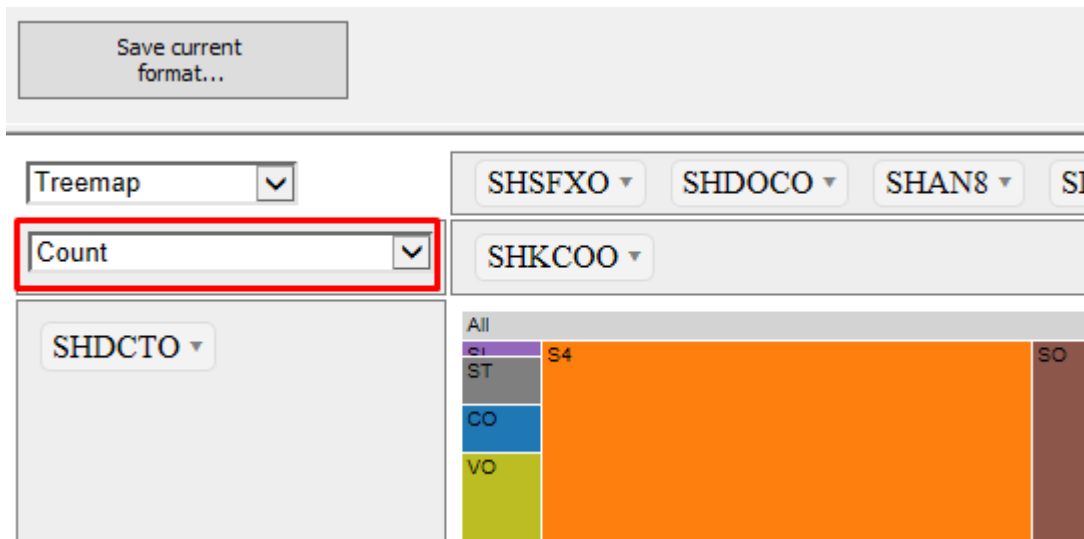 Save current
format...
Treemap
SHSFXO
SHDOCO
SHAN8
Count
SHKCOO
SHDCTO
All
S4
SO
ST
CO
VO